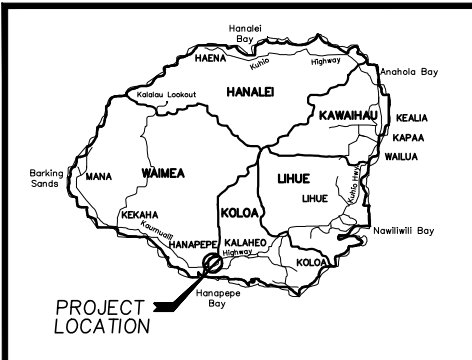 Hanalei
Bay
HAENA
Kuhio
Highway
Anahola Bay
Kalalau Lookout
HANALEI
KAWAIHAU
KEALIA
KAPAA
WAILUA
Barking
Sands
MANA
WAIMEA
LIHUE
LIHUE
Kuhio Hwy
KEKAHA
KOLOA
Kaumualii
HANAPEPE
KALAHEO
Highway
Nawiliwili Bay
KOLOA
Hanapepe
Bay
PROJECT
LOCATION